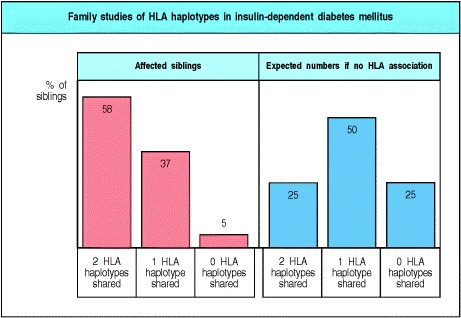 Family studies of HLA haplotypes in insulin-dependent diabetes mellitus
Affected siblings
Expected numbers if no HLA association
% of
siblings
58
37
5
25
50
25
2 HLA
haplotypes
shared
1 HLA
haplotype
shared
0 HLA
haplotypes
shared
2 HLA
haplotypes
shared
1 HLA
haplotype
shared
0 HLA
haplotypes
shared